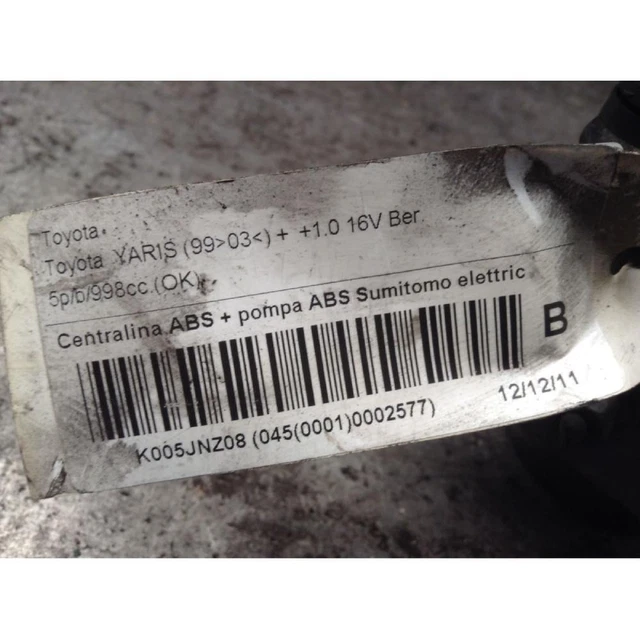 Toyota
Toyota YARIS (99>03<) + +1.0 16V Ber.
5p/b/998cc (OK)
Centralina ABS + pompa ABS Sumitomo elettric
B
K005JNZ08 (045(0001)0002577)
12/12/11